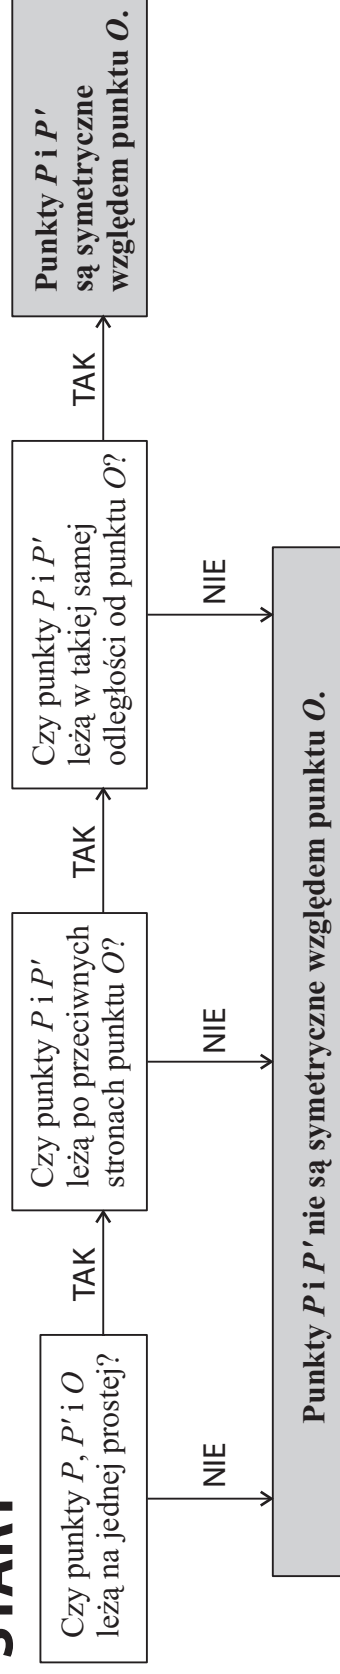 START
Czy punkty P, P' i O
leżą na jednej prostej?
TAK
NIE
Czy punkty P i P'
leżą po przeciwnych
stronach punktu O?
TAK
NIE
Czy punkty P i P'
leżą w takiej samej
odległości od punktu O?
TAK
NIE
Punkty P i P'
są symetryczne
względem punktu O.
Punkty P i P' nie są symetryczne względem punktu O.